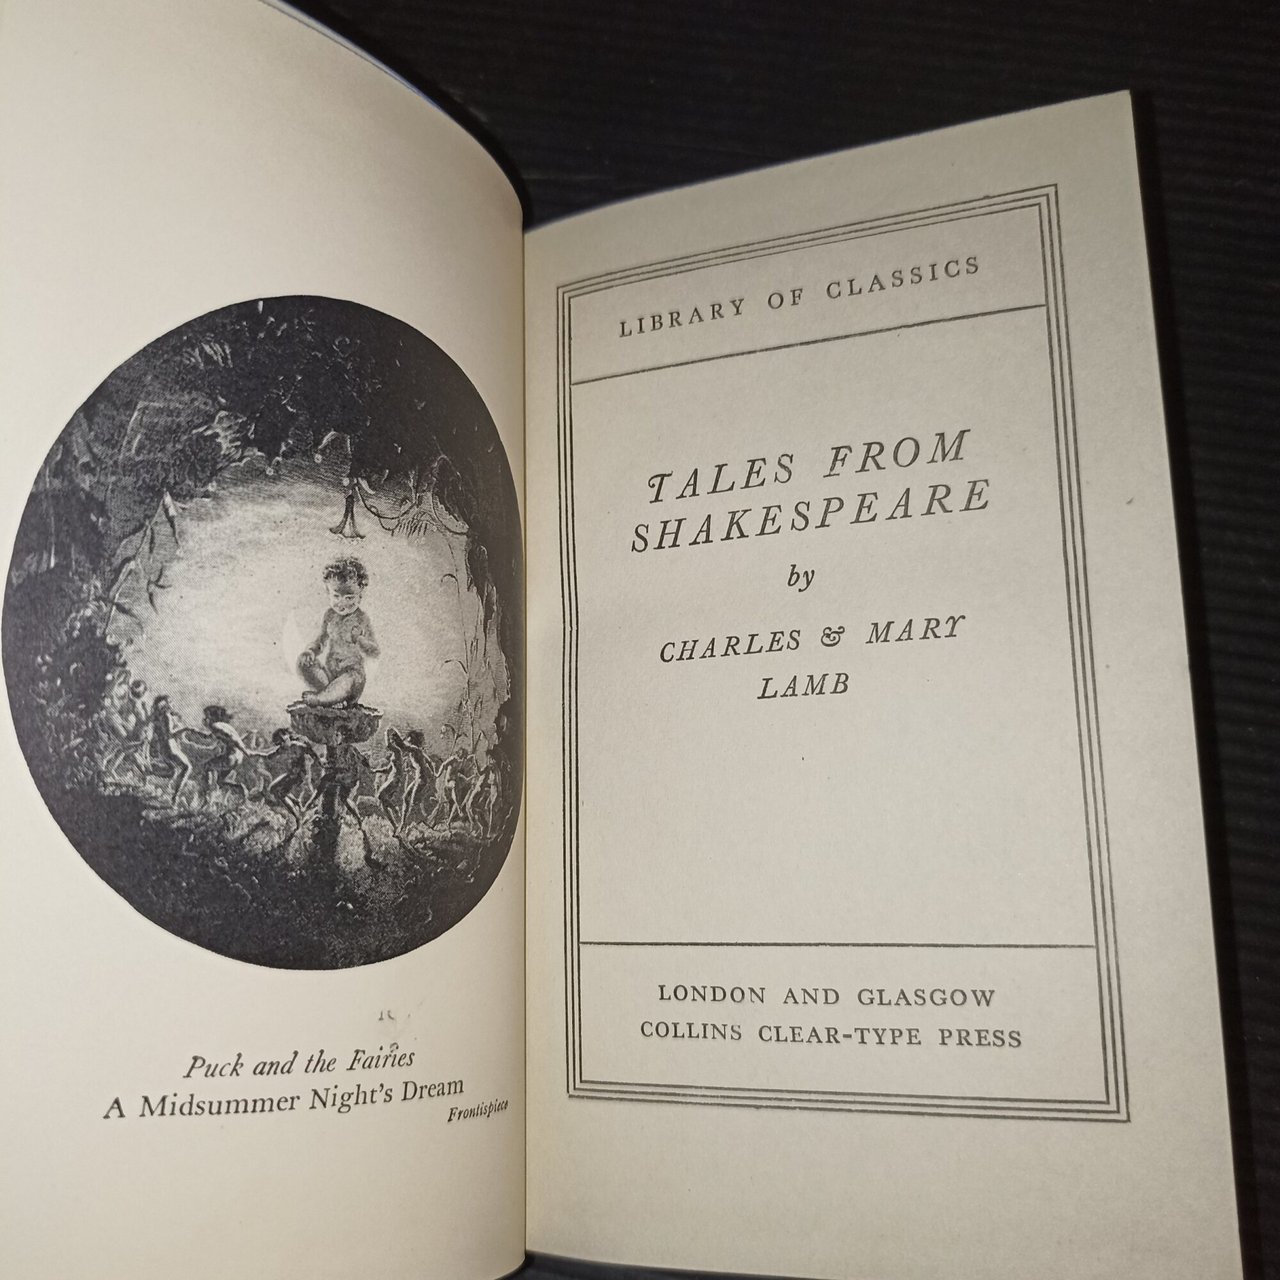 Puck and the Fairies
A Midsummer Night's Dream
Frontispiece
LIBRARY OF CLASSICS
TALES FROM
SHAKESPEARE
by
CHARLES & MARY
LAMB
LONDON AND GLASGOW
COLLINS CLEAR-TYPE PRESS